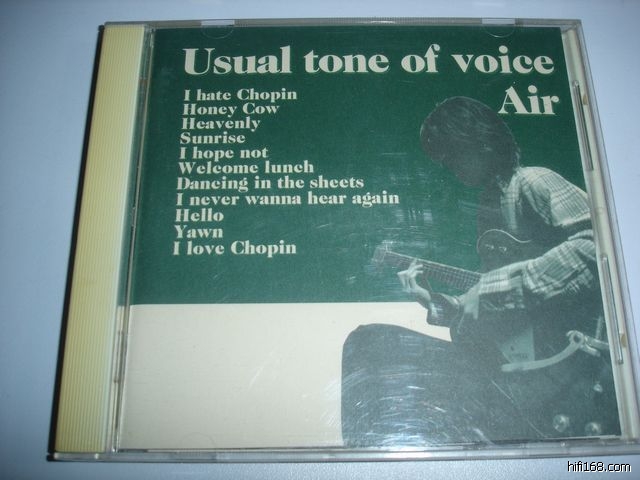 Usual tone of voice
Air
I hate Chopin
Honey Cow
Heavenly
Sunrise
I hope not
Welcome lunch
Dancing in the sheets
I never wanna hear again
Hello
Yawn
I love Chopin
hifi168.com